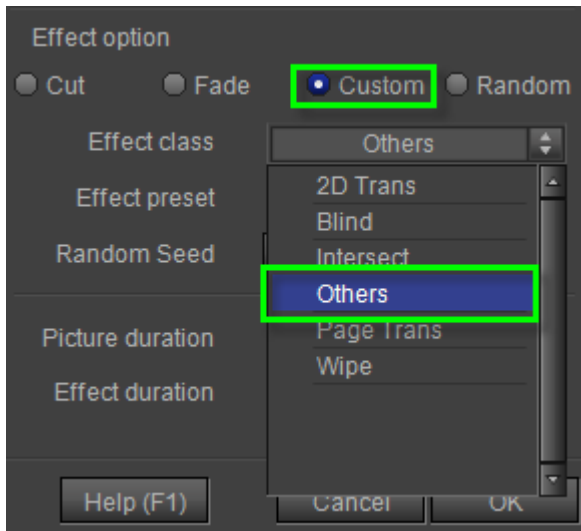 Effect option
Cut Fade Custom Random
Effect class Others
2D Trans
Effect preset
Blind
Random Seed Intersect
Others
Picture duration Page Trans
Wipe
Effect duration
Help (F1) Cancel OK